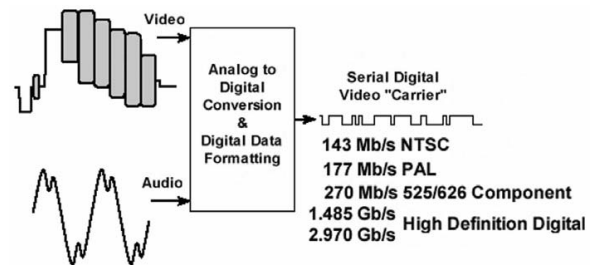 Video
Analog to
Digital
Conversion
&
Digital Data
Formatting
Audio
Serial Digital
Video "Carrier"
143 Mb/s NTSC
177 Mb/s PAL
270 Mb/s 525/626 Component
1.485 Gb/s
2.970 Gb/s
High Definition Digital